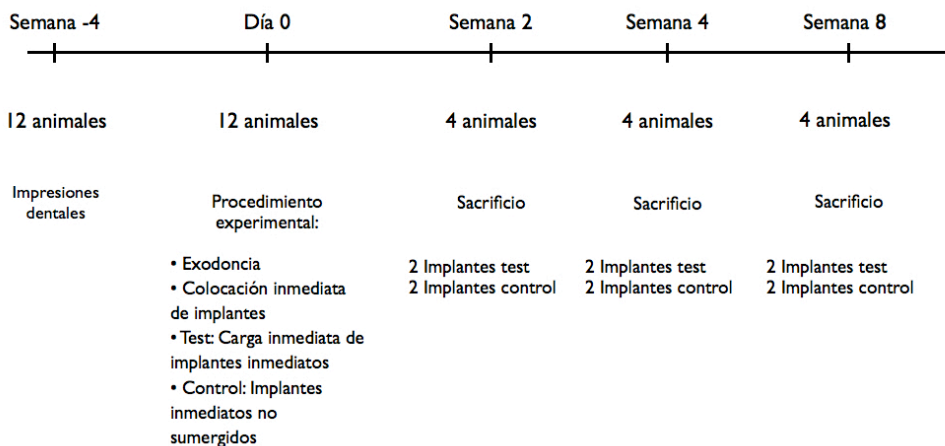 Semana -4
Día 0
Semana 2
Semana 4
Semana 8
12 animales
12 animales
4 animales
4 animales
4 animales
Impresiones
dentales
Procedimiento
experimental:
• Exodoncia
• Colocación inmediata
de implantes
• Test: Carga inmediata de
implantes inmediatos
• Control: Implantes
inmediatos no
sumergidos
Sacrificio
2 Implantes test
2 Implantes control
Sacrificio
2 Implantes test
2 Implantes control
Sacrificio
2 Implantes test
2 Implantes control